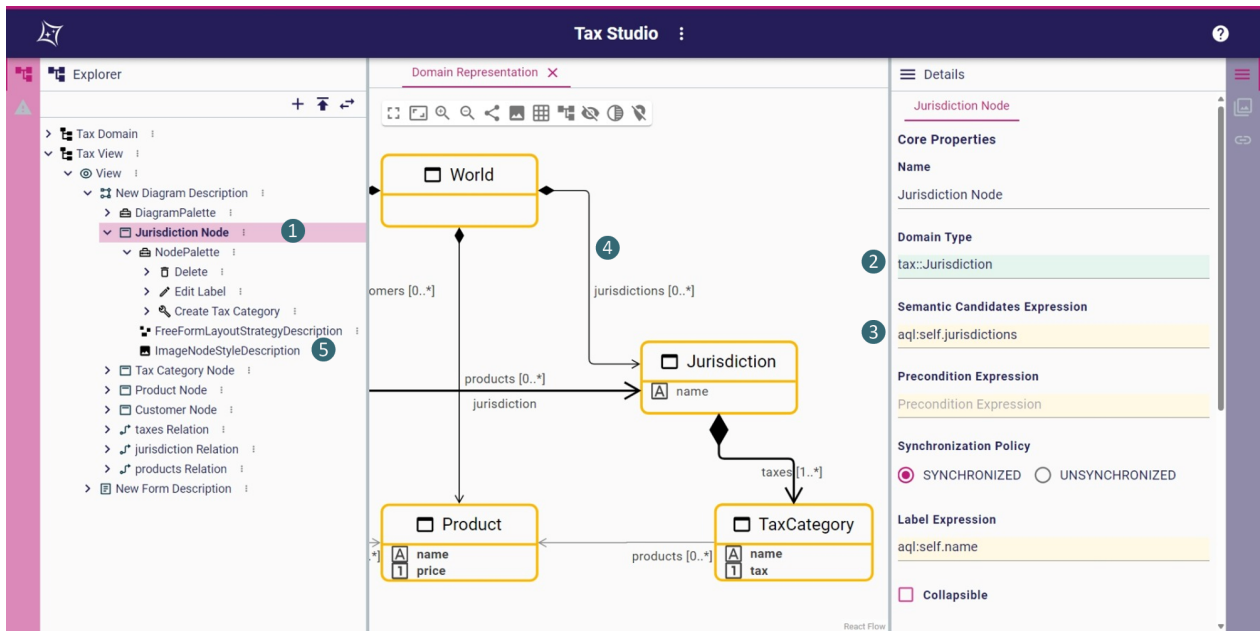 Tax Studio
?
Explorer
Tax Domain
Tax View
View
New Diagram Description
DiagramPalette
Jurisdiction Node
1
NodePalette
Delete
Edit Label
Create Tax Category
FreeFormLayoutStrategyDescription
ImageNodeStyleDescription
5
Tax Category Node
Product Node
Customer Node
taxes Relation
jurisdiction Relation
products Relation
New Form Description
Domain Representation
World
4
omers [0..*]
jurisdictions [0..*]
Jurisdiction
A name
products [0..*]
jurisdiction
taxes[1..*]
Product
A name
1 price
.*]
products [0..*]
TaxCategory
A name
1 tax
React Flow
Details
Jurisdiction Node
Core Properties
Name
Jurisdiction Node
Domain Type
2
tax::Jurisdiction
Semantic Candidates Expression
3
aql:self.jurisdictions
Precondition Expression
Precondition Expression
Synchronization Policy
SYNCHRONIZED UNSYNCHRONIZED
Label Expression
aql:self.name
Collapsible